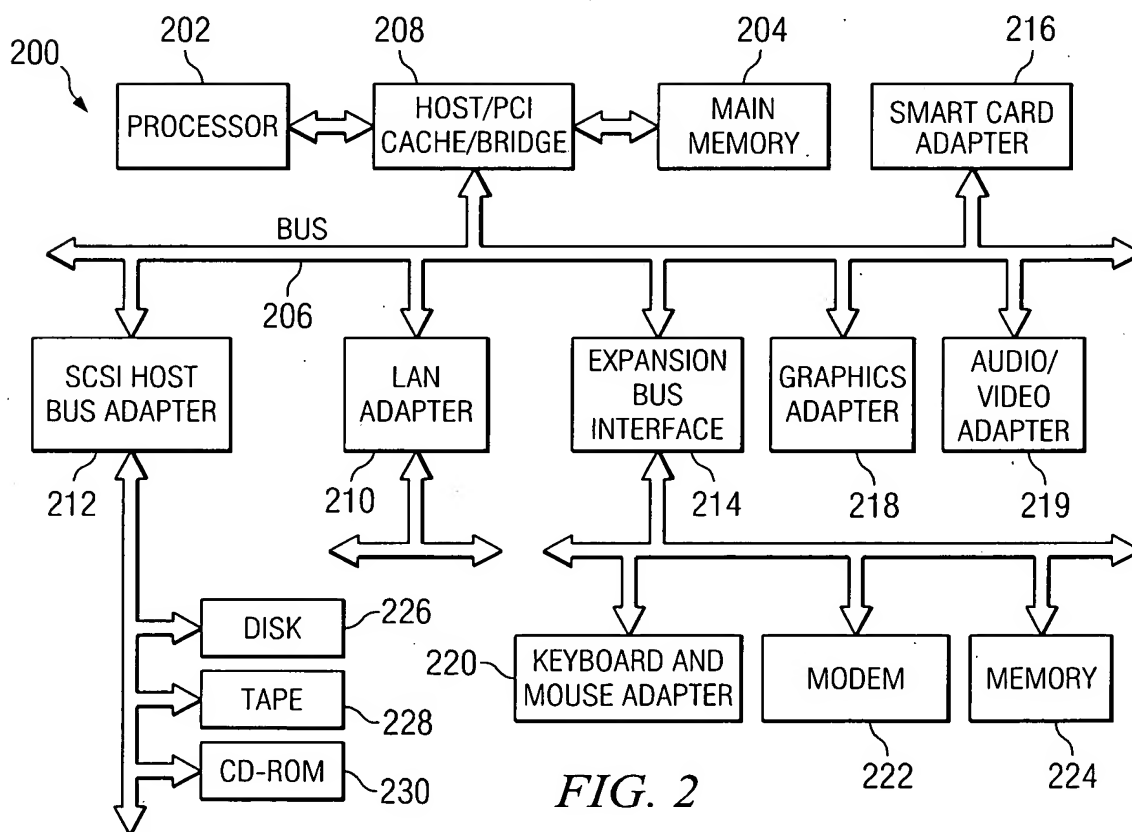 200
202
208
204
216
PROCESSOR
HOST/PCI
CACHE/BRIDGE
MAIN
MEMORY
SMART CARD
ADAPTER
BUS
206
SCSI HOST
BUS ADAPTER
LAN
ADAPTER
EXPANSION
BUS
INTERFACE
GRAPHICS
ADAPTER
AUDIO/
VIDEO
ADAPTER
212
210
214
218
219
DISK
226
TAPE
228
CD-ROM
230
220
KEYBOARD AND
MOUSE ADAPTER
MODEM
MEMORY
222
224
FIG. 2